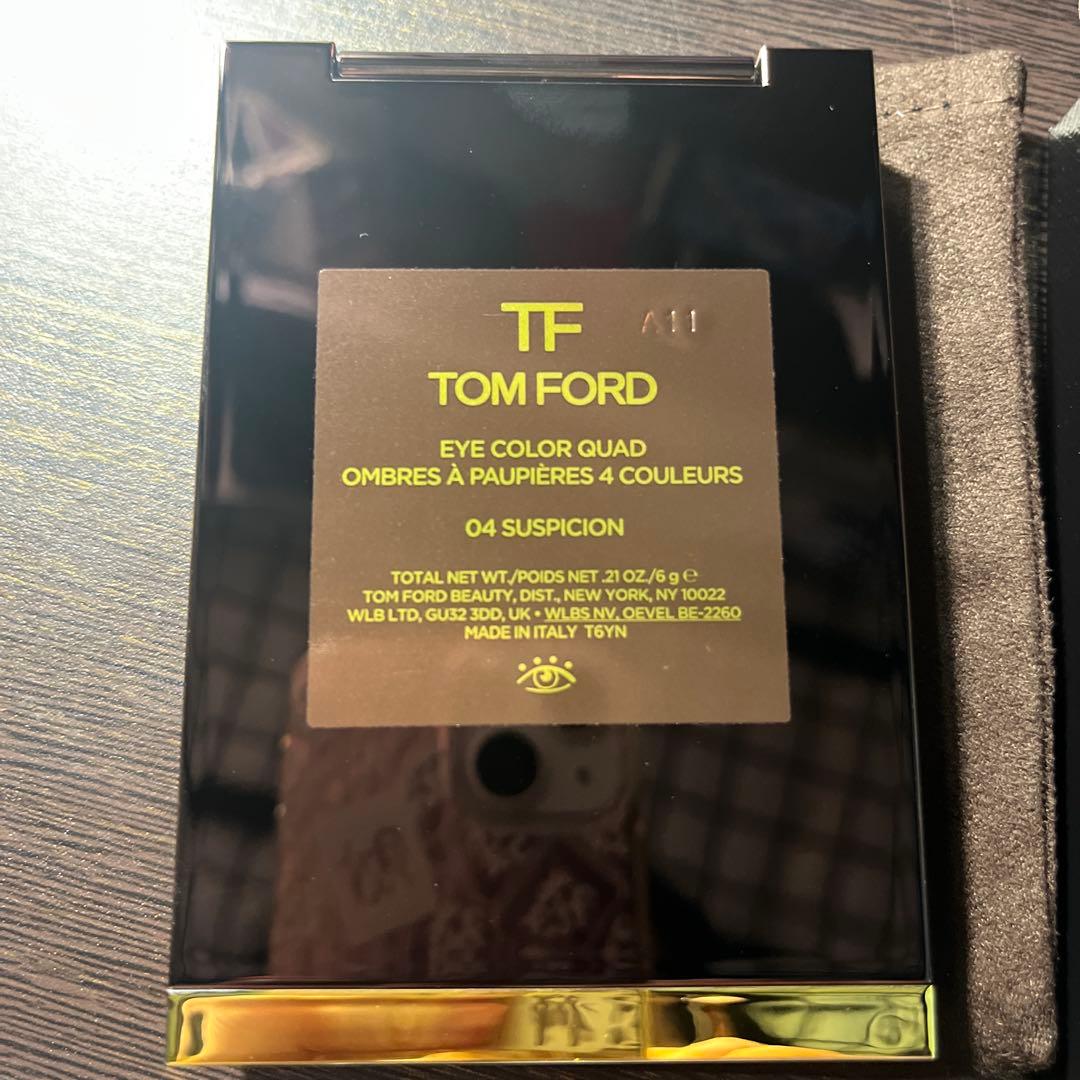 TF
A11
TOM FORD
EYE COLOR QUAD
OMBRES À PAUPIÈRES 4 COULEURS
04 SUSPICION
TOTAL NET WT./POIDS NET .21 OZ./6 g ℮
TOM FORD BEAUTY, DIST., NEW YORK, NY 10022
WLB LTD, GU32 3DD, UK • WLBS NV, OEVEL BE-2260
MADE IN ITALY T6YN